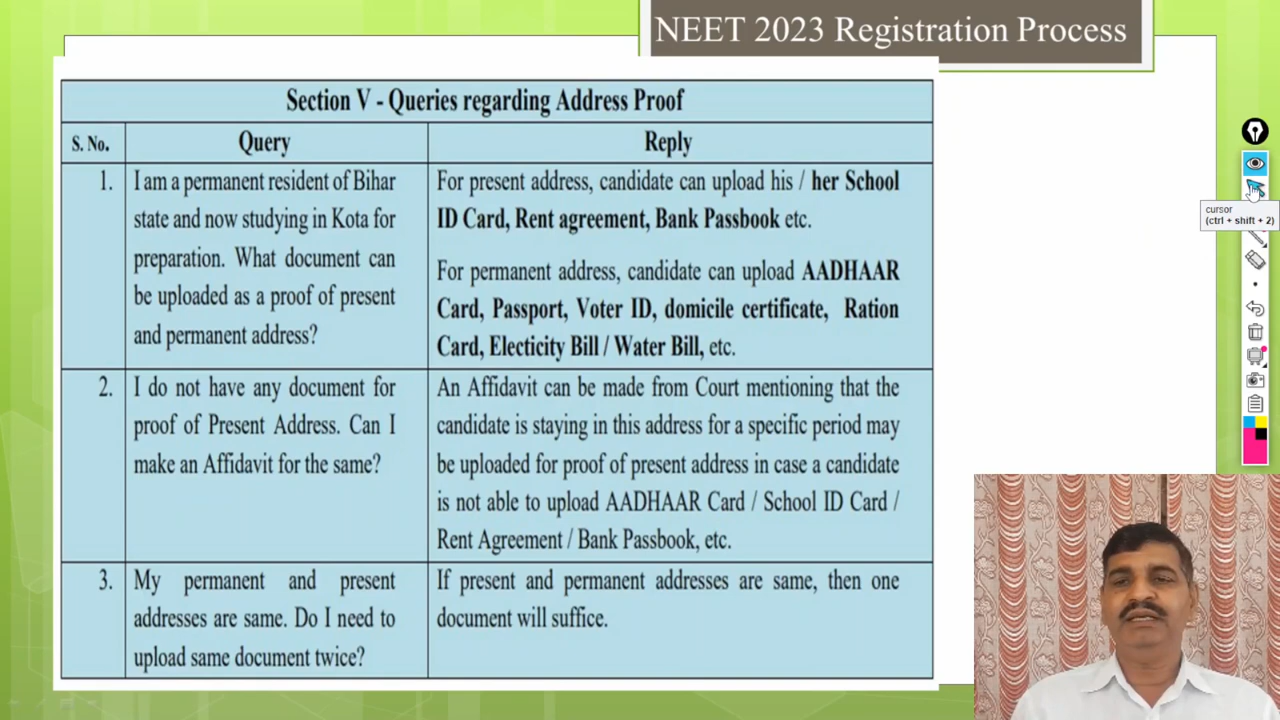 NEET 2023 Registration Process
Section V - Queries regarding Address Proof
S. No.
Query
Reply
1.
I am a permanent resident of Bihar
state and now studying in Kota for
preparation. What document can
be uploaded as a proof of present
and permanent address?
For present address, candidate can upload his / her School
ID Card, Rent agreement, Bank Passbook etc.
For permanent address, candidate can upload AADHAAR
Card, Passport, Voter ID, domicile certificate, Ration
Card, Electicity Bill / Water Bill, etc.
2.
I do not have any document for
proof of Present Address. Can I
make an Affidavit for the same?
An Affidavit can be made from Court mentioning that the
candidate is staying in this address for a specific period may
be uploaded for proof of present address in case a candidate
is not able to upload AADHAAR Card / School ID Card /
Rent Agreement / Bank Passbook, etc.
3.
My permanent and present
addresses are same. Do I need to
upload same document twice?
If present and permanent addresses are same, then one
document will suffice.
cursor
(ctrl + shift + 2)